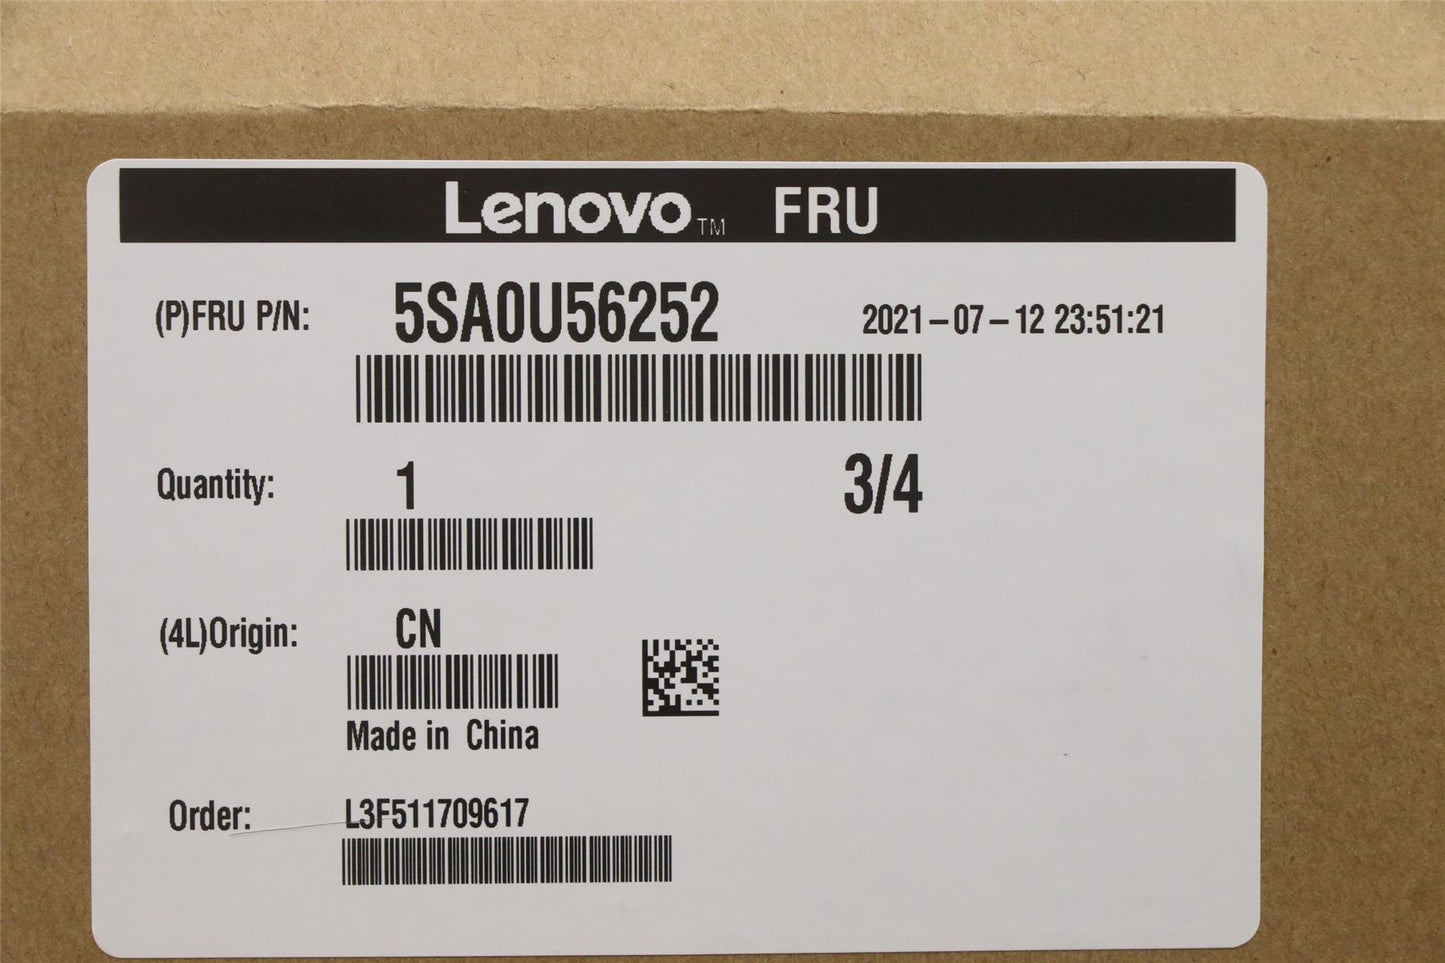 Lenovo™ FRU
(P)FRU P/N: 5SA0U56252 2021-07-12 23:51:21
Quantity: 1 3/4
(4L)Origin: CN
Made in China
Order: L3F511709617